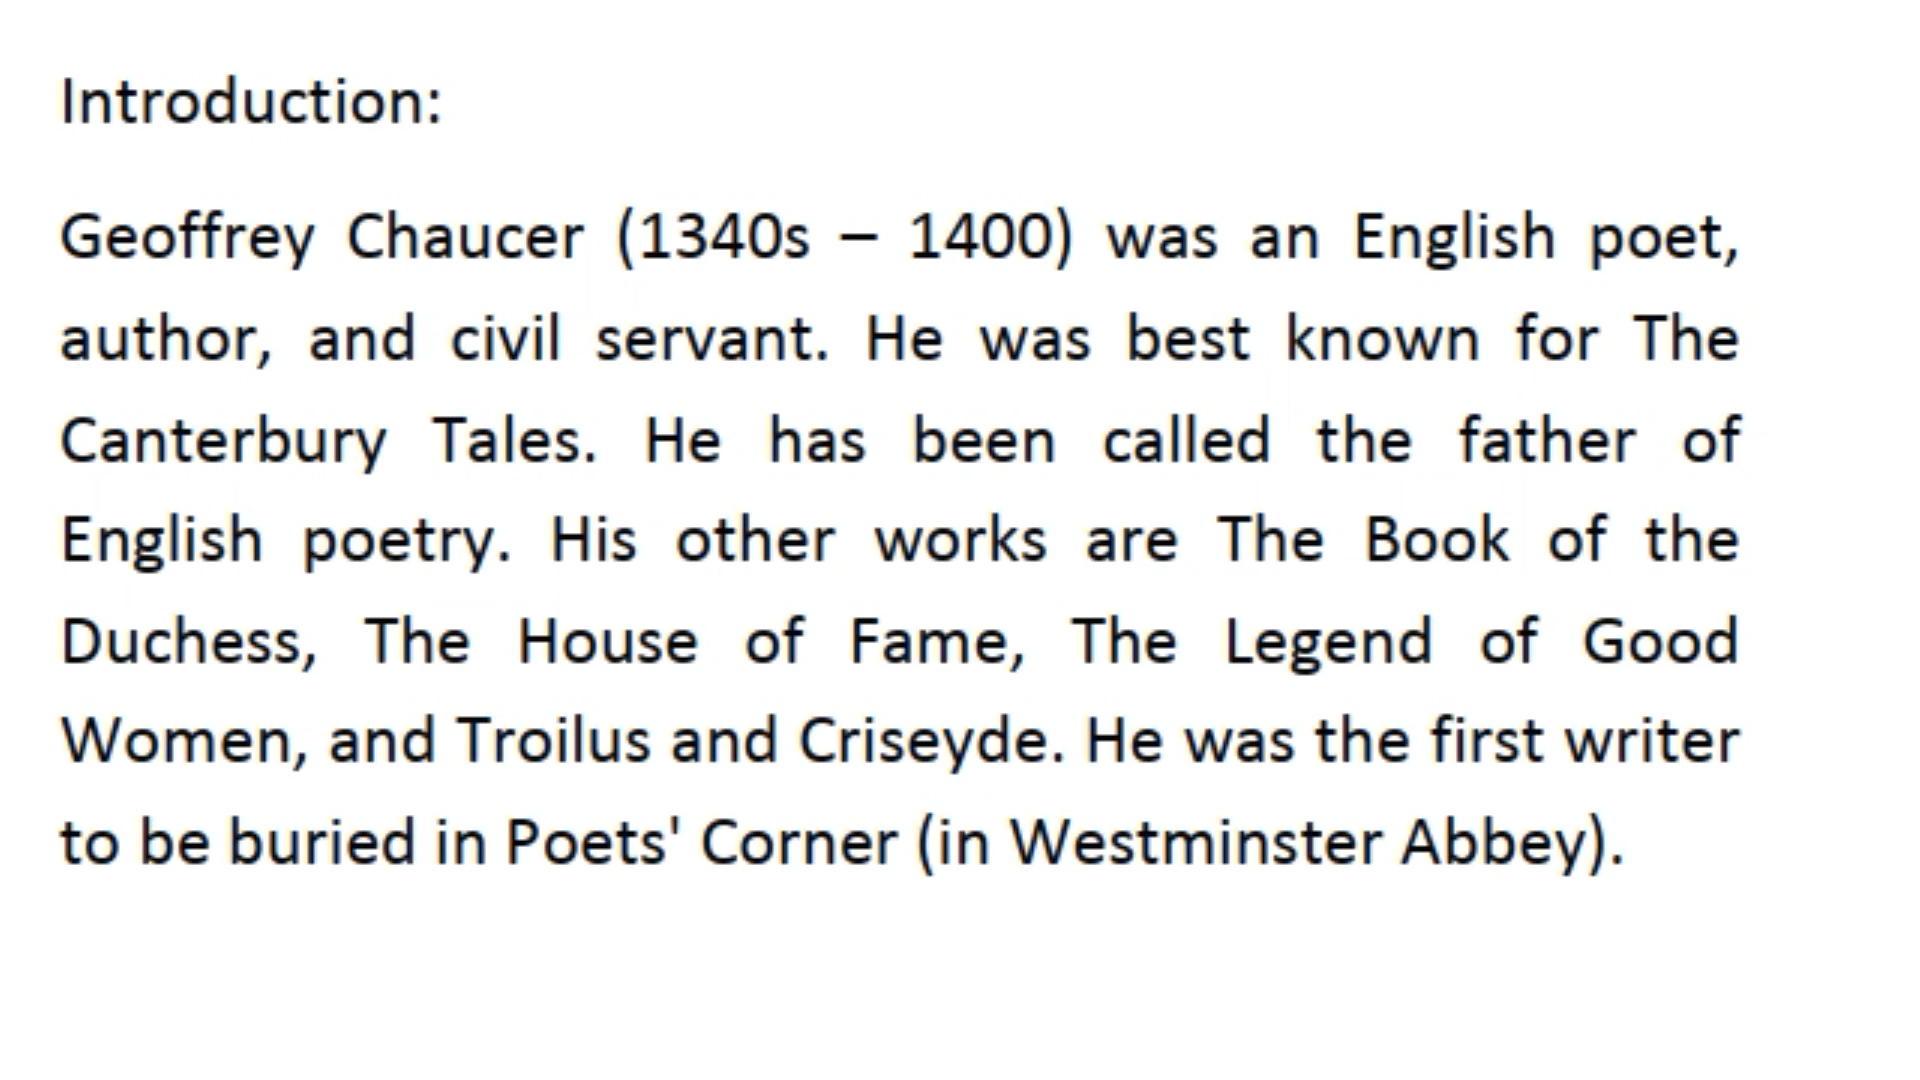 Introduction:
Geoffrey Chaucer (1340s – 1400) was an English poet,
author, and civil servant. He was best known for The
Canterbury Tales. He has been called the father of
English poetry. His other works are The Book of the
Duchess, The House of Fame, The Legend of Good
Women, and Troilus and Criseyde. He was the first writer
to be buried in Poets' Corner (in Westminster Abbey).